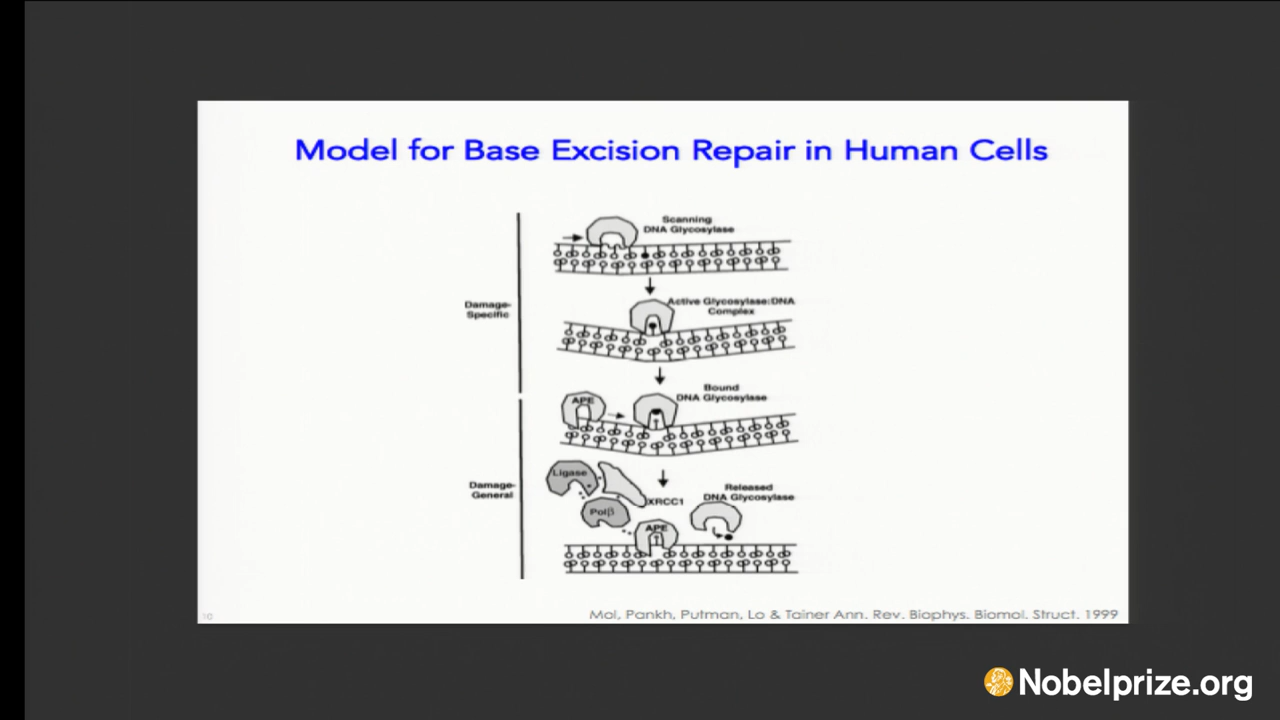 Model for Base Excision Repair in Human Cells
Scanning
DNA Glycosylase
Damage-
Specific
Active Glycosylase:DNA
Complex
Bound
DNA Glycosylase
APE
Damage-
General
Ligase
XRCC1
Released
DNA Glycosylase
Polβ
APE
10
Mol, Parikh, Putman, Lo & Tainer Ann. Rev. Biophys. Biomol. Struct. 1999
Nobelprize.org